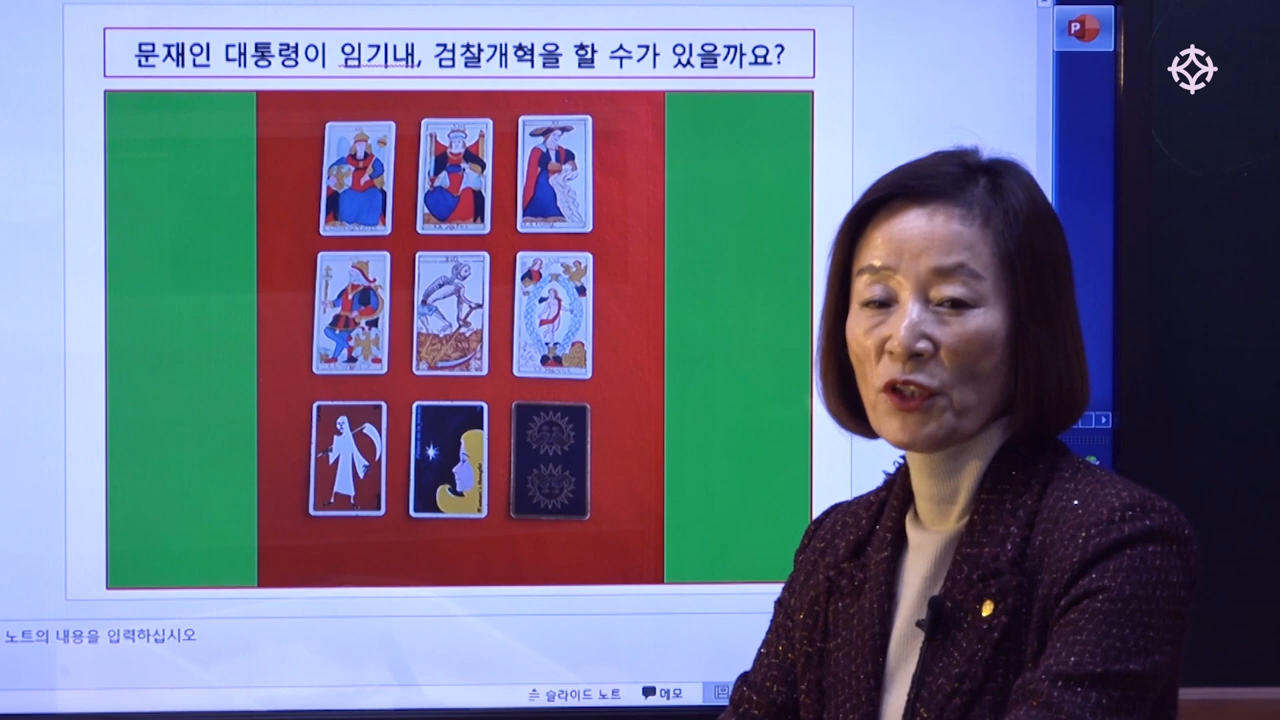 문재인 대통령이 임기내, 검찰개혁을 할 수가 있을까요?
P
노트의 내용을 입력하십시오
슬라이드 노트
메모